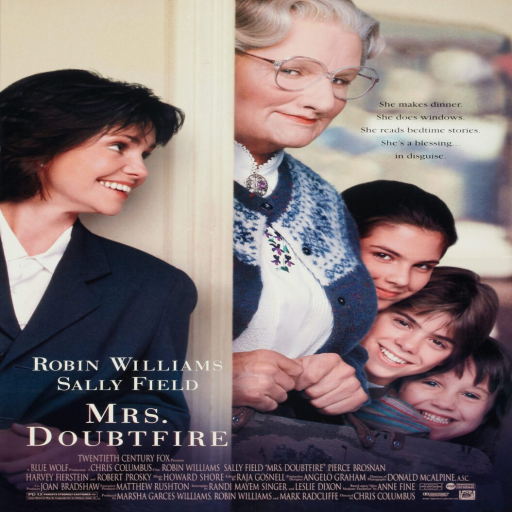 She makes dinner.
She does windows.
She reads bedtime stories.
She's a blessing...
in disguise.
ROBIN WILLIAMS
SALLY FIELD
MRS.
DOUBTFIRE
TWENTIETH CENTURY FOX
BLUE WOLF CHRIS COLUMBUS ROBIN WILLIAMS SALLY FIELD "MRS. DOUBTFIRE" PIERCE BROSNAN
HARVEY FIERSTEIN ROBERT PROSKY HOWARD SHORE RAJA GOSNELL ANGELO GRAHAM DONALD McALPINE, A.S.C.
JOAN BRADSHAW MATTHEW RUSHTON RANDI MAYEM SINGER LESLIE DIXON ANNE FINE
PG-13 MARSHA GARCES WILLIAMS, ROBIN WILLIAMS AND MARK RADCLIFFE CHRIS COLUMBUS